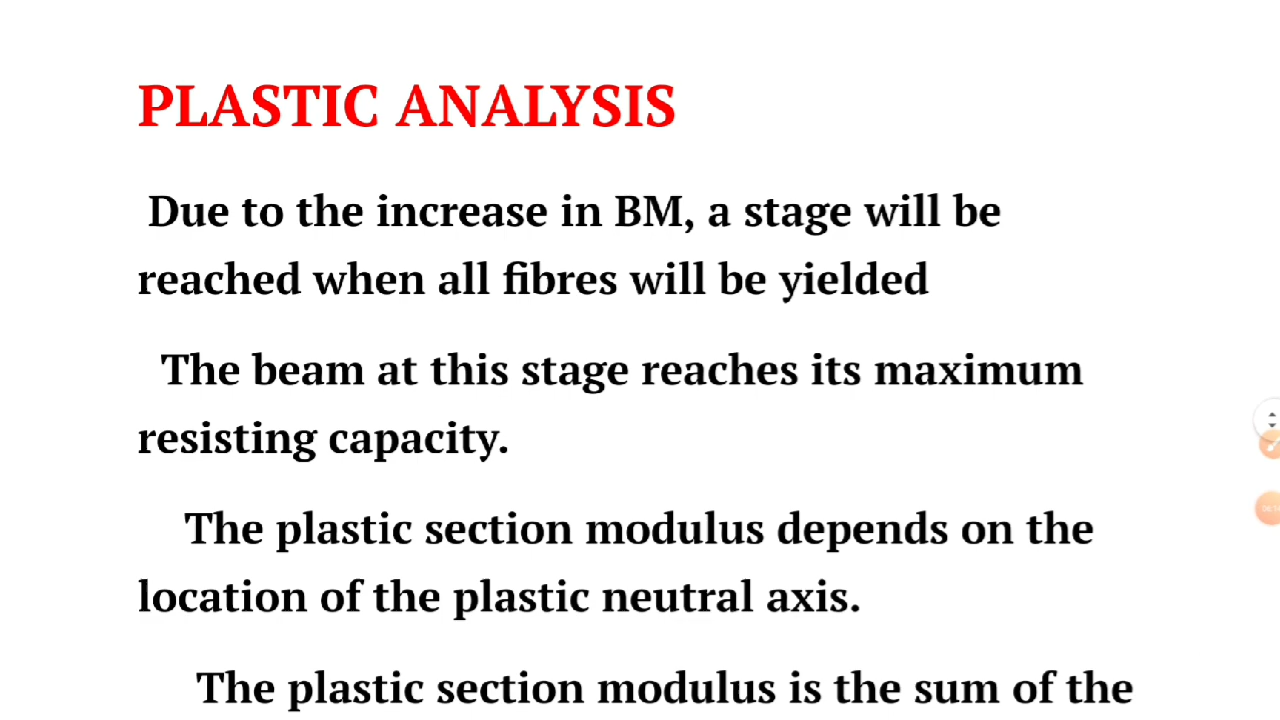 PLASTIC ANALYSIS
Due to the increase in BM, a stage will be
reached when all fibres will be yielded
The beam at this stage reaches its maximum
resisting capacity.
The plastic section modulus depends on the
location of the plastic neutral axis.
The plastic section modulus is the sum of the